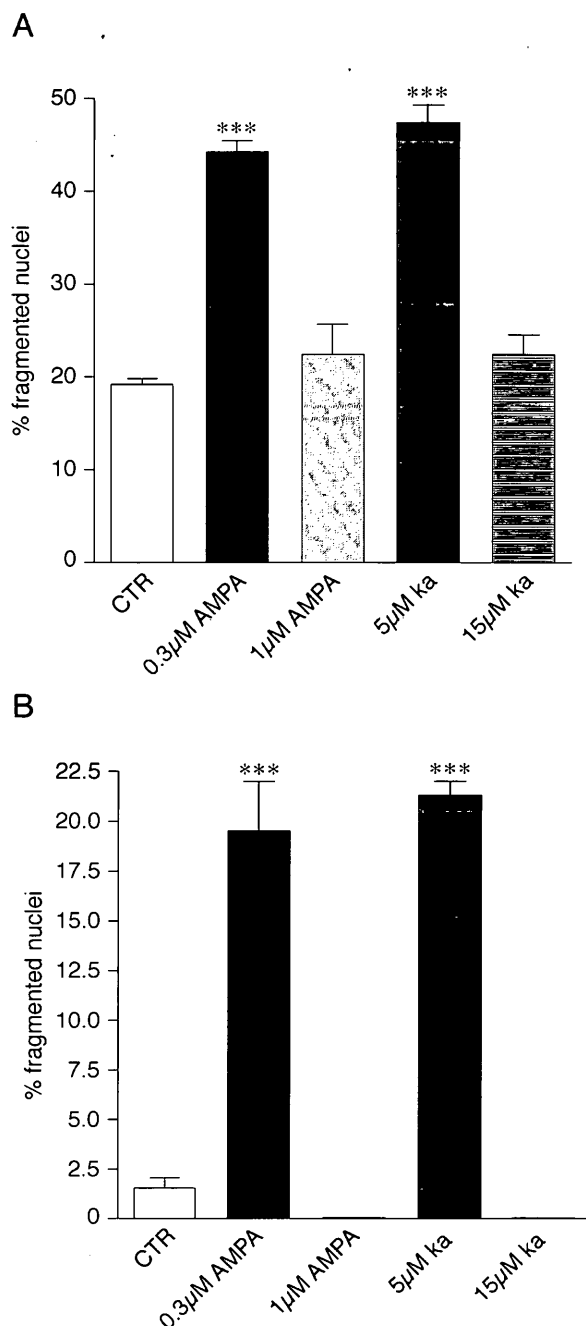 A
% fragmented nuclei
50
40
30
20
10
0
***
***
CTR
0.3µM AMPA
1µM AMPA
5µM ka
15µM ka
B
% fragmented nuclei
22.5
20.0
17.5
15.0
12.5
10.0
7.5
5.0
2.5
0
***
***
CTR
0.3µM AMPA
1µM AMPA
5µM ka
15µM ka